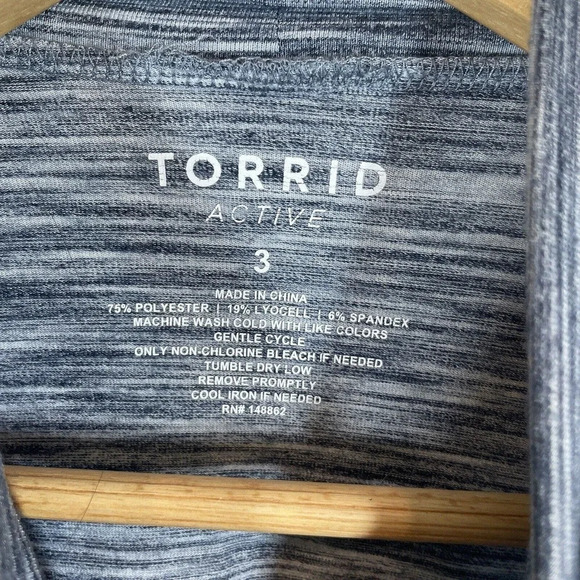 TORRID
ACTIVE
3
MADE IN CHINA
75% POLYESTER | 19% LYOCELL | 6% SPANDEX
MACHINE WASH COLD WITH LIKE COLORS
GENTLE CYCLE
ONLY NON-CHLORINE BLEACH IF NEEDED
TUMBLE DRY LOW
REMOVE PROMPTLY
COOL IRON IF NEEDED
RN# 148862